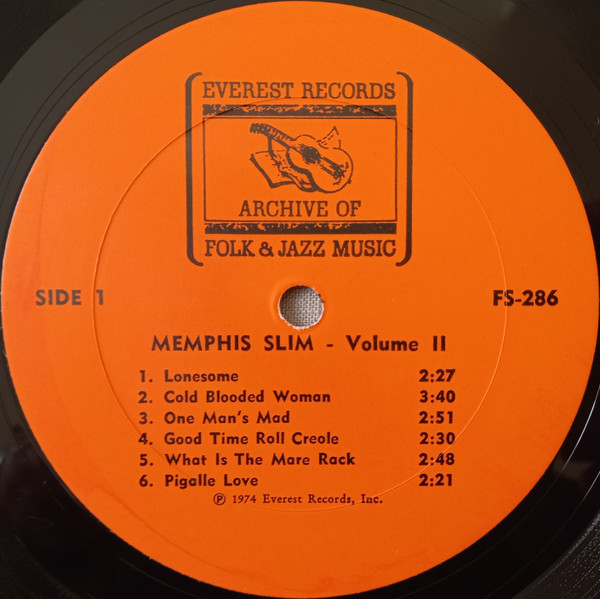 EVEREST RECORDS
ARCHIVE OF
FOLK & JAZZ MUSIC
SIDE 1
FS-286
MEMPHIS SLIM - Volume II
1. Lonesome 2:27
2. Cold Blooded Woman 3:40
3. One Man's Mad 2:51
4. Good Time Roll Creole 2:30
5. What Is The Mare Rack 2:48
6. Pigalle Love 2:21
℗ 1974 Everest Records, Inc.